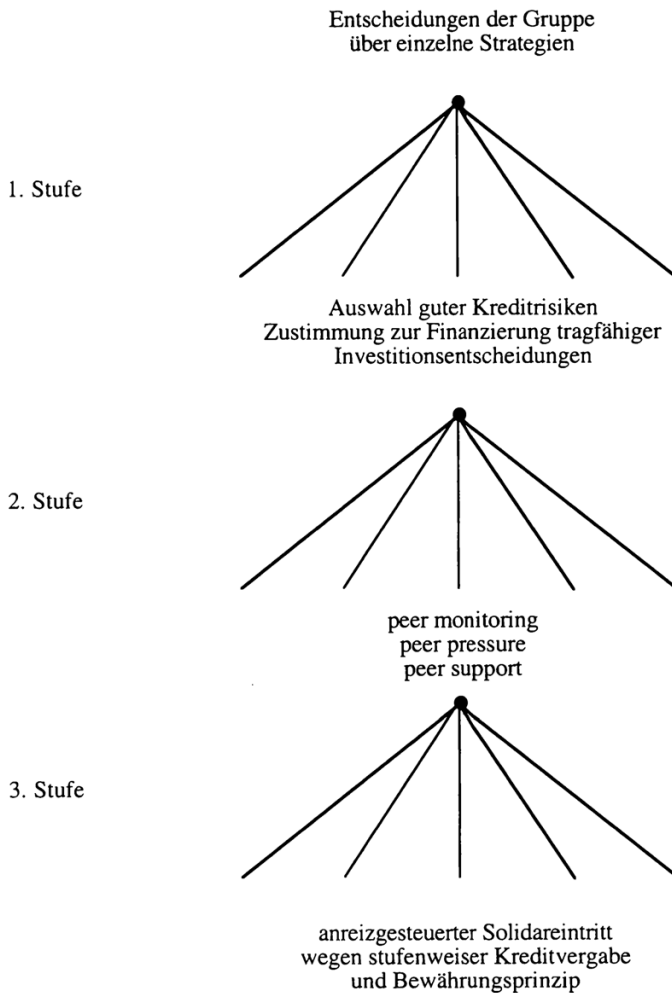 Entscheidungen der Gruppe
über einzelne Strategien
1. Stufe
Auswahl guter Kreditrisiken
Zustimmung zur Finanzierung tragfähiger
Investitionsentscheidungen
2. Stufe
peer monitoring
peer pressure
peer support
3. Stufe
anreizgesteuerter Solidareintritt
wegen stufenweiser Kreditvergabe
und Bewährungsprinzip